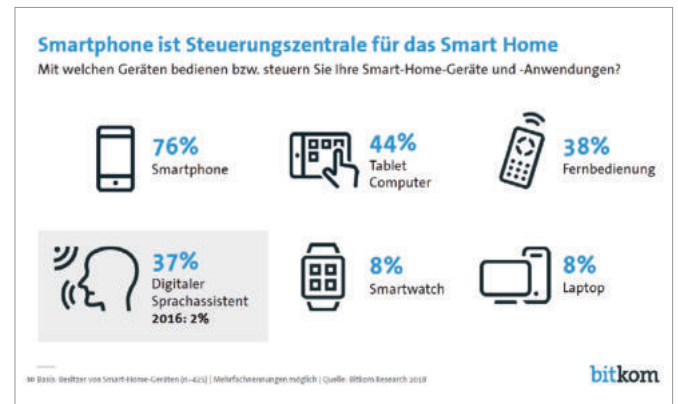 Smartphone ist Steuerungszentrale für das Smart Home
Mit welchen Geräten bedienen bzw. steuern Sie Ihre Smart-Home-Geräte und -Anwendungen?
76%
Smartphone
44%
Tablet
Computer
38%
Fernbedienung
37%
Digitaler
Sprachassistent
2016: 2%
8%
Smartwatch
8%
Laptop
Basis: Besitzer von Smart-Home-Geräten (n=425) | Mehrfachnennungen möglich | Quelle: Bitkom Research 2018
bitkom